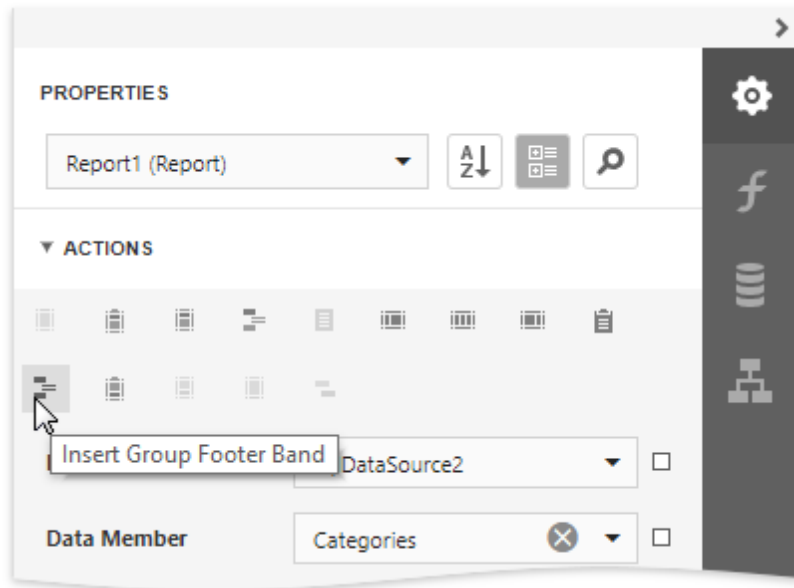 PROPERTIES
Report1 (Report)
A
Z
ACTIONS
Insert Group Footer Band
DataSource2
Data Member
Categories